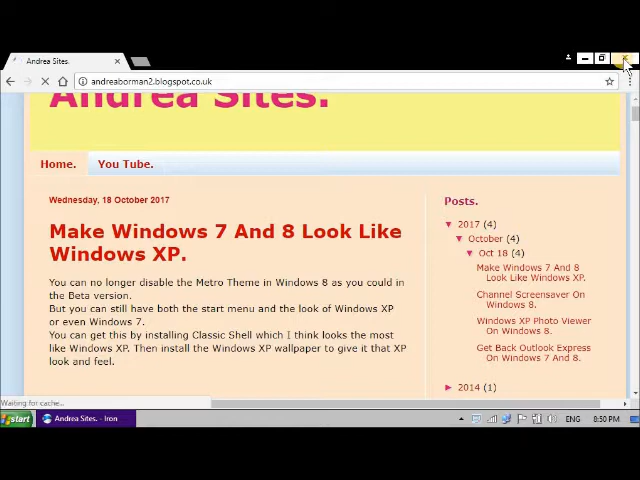 Andrea Sites.
andreaborman2.blogspot.co.uk
Andrea Sites.
Home. You Tube.
Wednesday, 18 October 2017
Make Windows 7 And 8 Look Like
Windows XP.
You can no longer disable the Metro Theme in Windows 8 as you could in
the Beta version.
But you can still have both the start menu and the look of Windows XP
or even Windows 7.
You can get this by installing Classic Shell which I think looks the most
like Windows XP. Then install the Windows XP wallpaper to give it that XP
look and feel.
Posts.
▼ 2017 (4)
▼ October (4)
▼ Oct 18 (4)
Make Windows 7 And 8
Look Like Windows XP.
Channel Screensaver On
Windows 8.
Windows XP Photo Viewer
On Windows 8.
Get Back Outlook Express
On Windows 7 And 8.
► 2014 (1)
Waiting for cache...
start Andrea Sites. - Iron ENG 8:50 PM